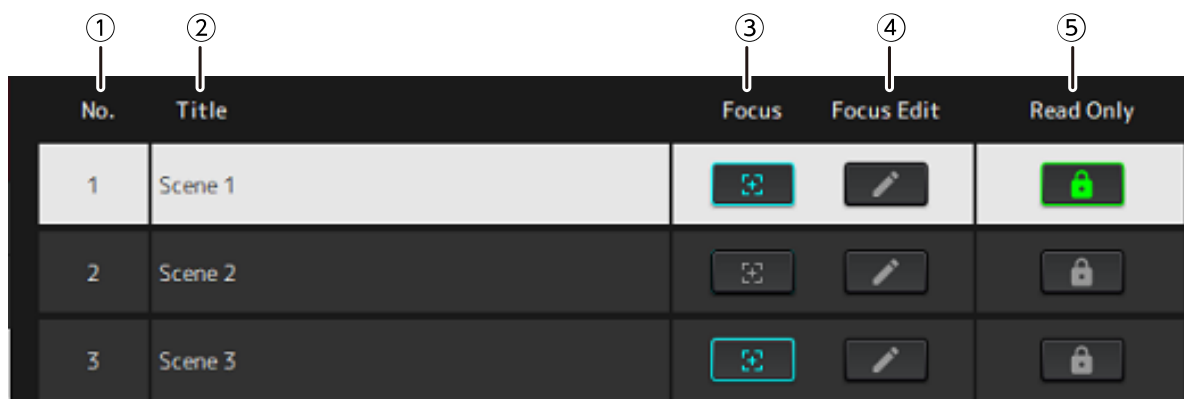 ① ② ③ ④ ⑤
No. Title Focus Focus Edit Read Only
1 Scene 1
2 Scene 2
3 Scene 3